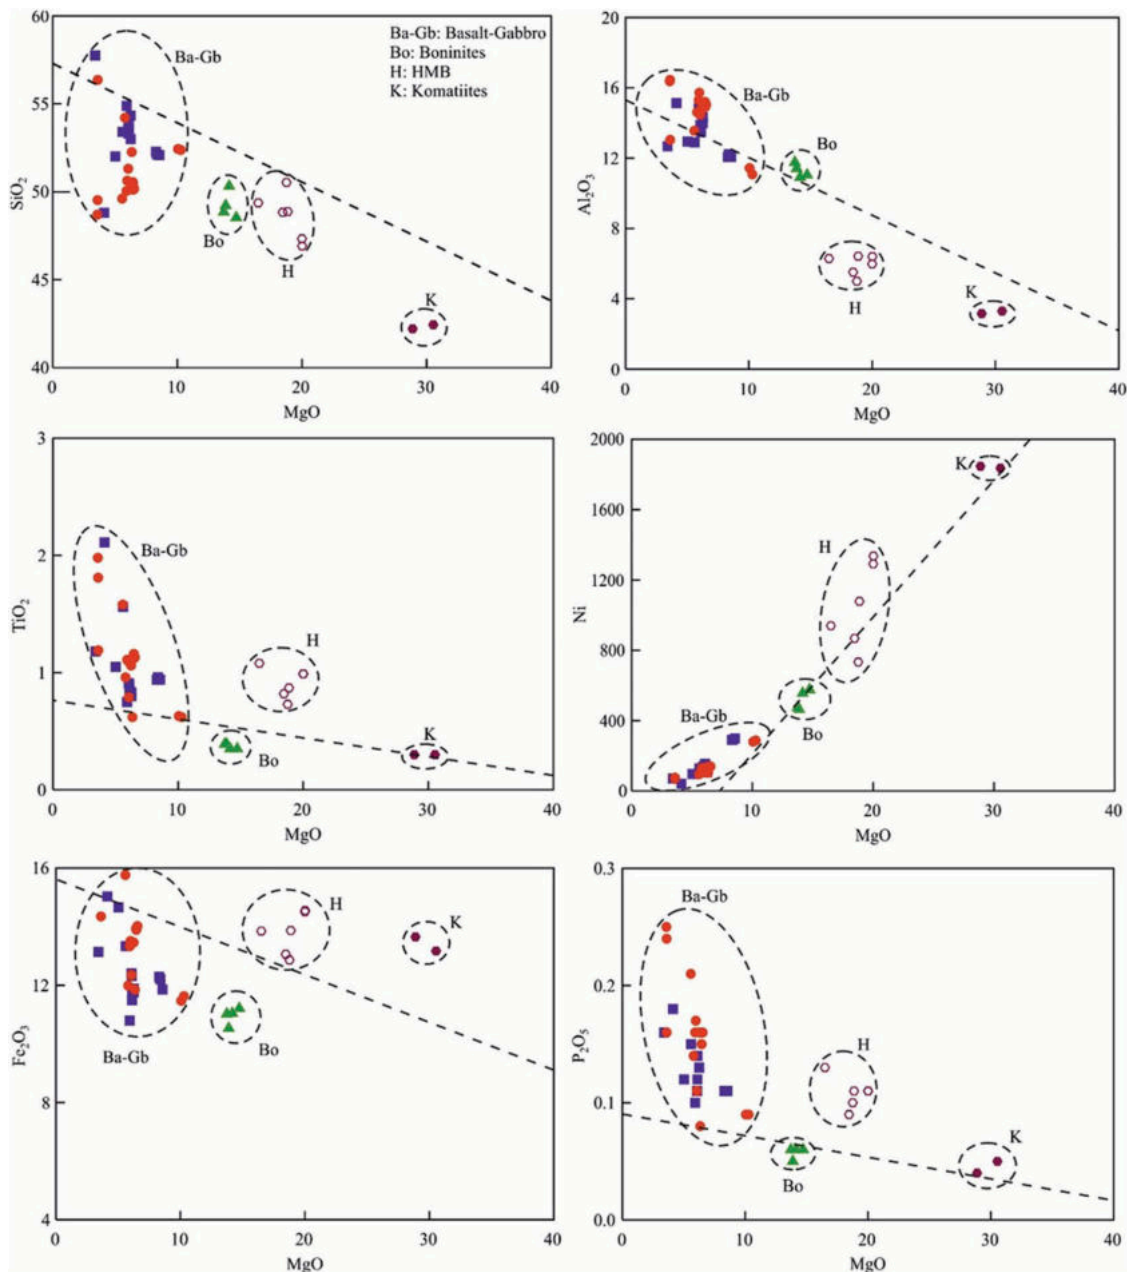 60
Ba-Gb
Ba-Gb: Basalt-Gabbro
Bo: Boninites
H: HMB
K: Komatiites
55
SiO₂
50
Bo
H
45
K
40
0 10 20 30 40
MgO
20
16
Ba-Gb
Bo
12
Al₂O₃
8
H
4
K
0
0 10 20 30 40
MgO
3
2
Ba-Gb
TiO₂
1
H
Bo
K
0
0 10 20 30 40
MgO
2000
K
1600
H
1200
Ni
800
Ba-Gb
Bo
400
0
0 10 20 30 40
MgO
16
H
K
12
Fe₂O₃
Ba-Gb
Bo
8
4
0 10 20 30 40
MgO
0.3
Ba-Gb
0.2
P₂O₅
H
0.1
K
Bo
0.0
0 10 20 30 40
MgO